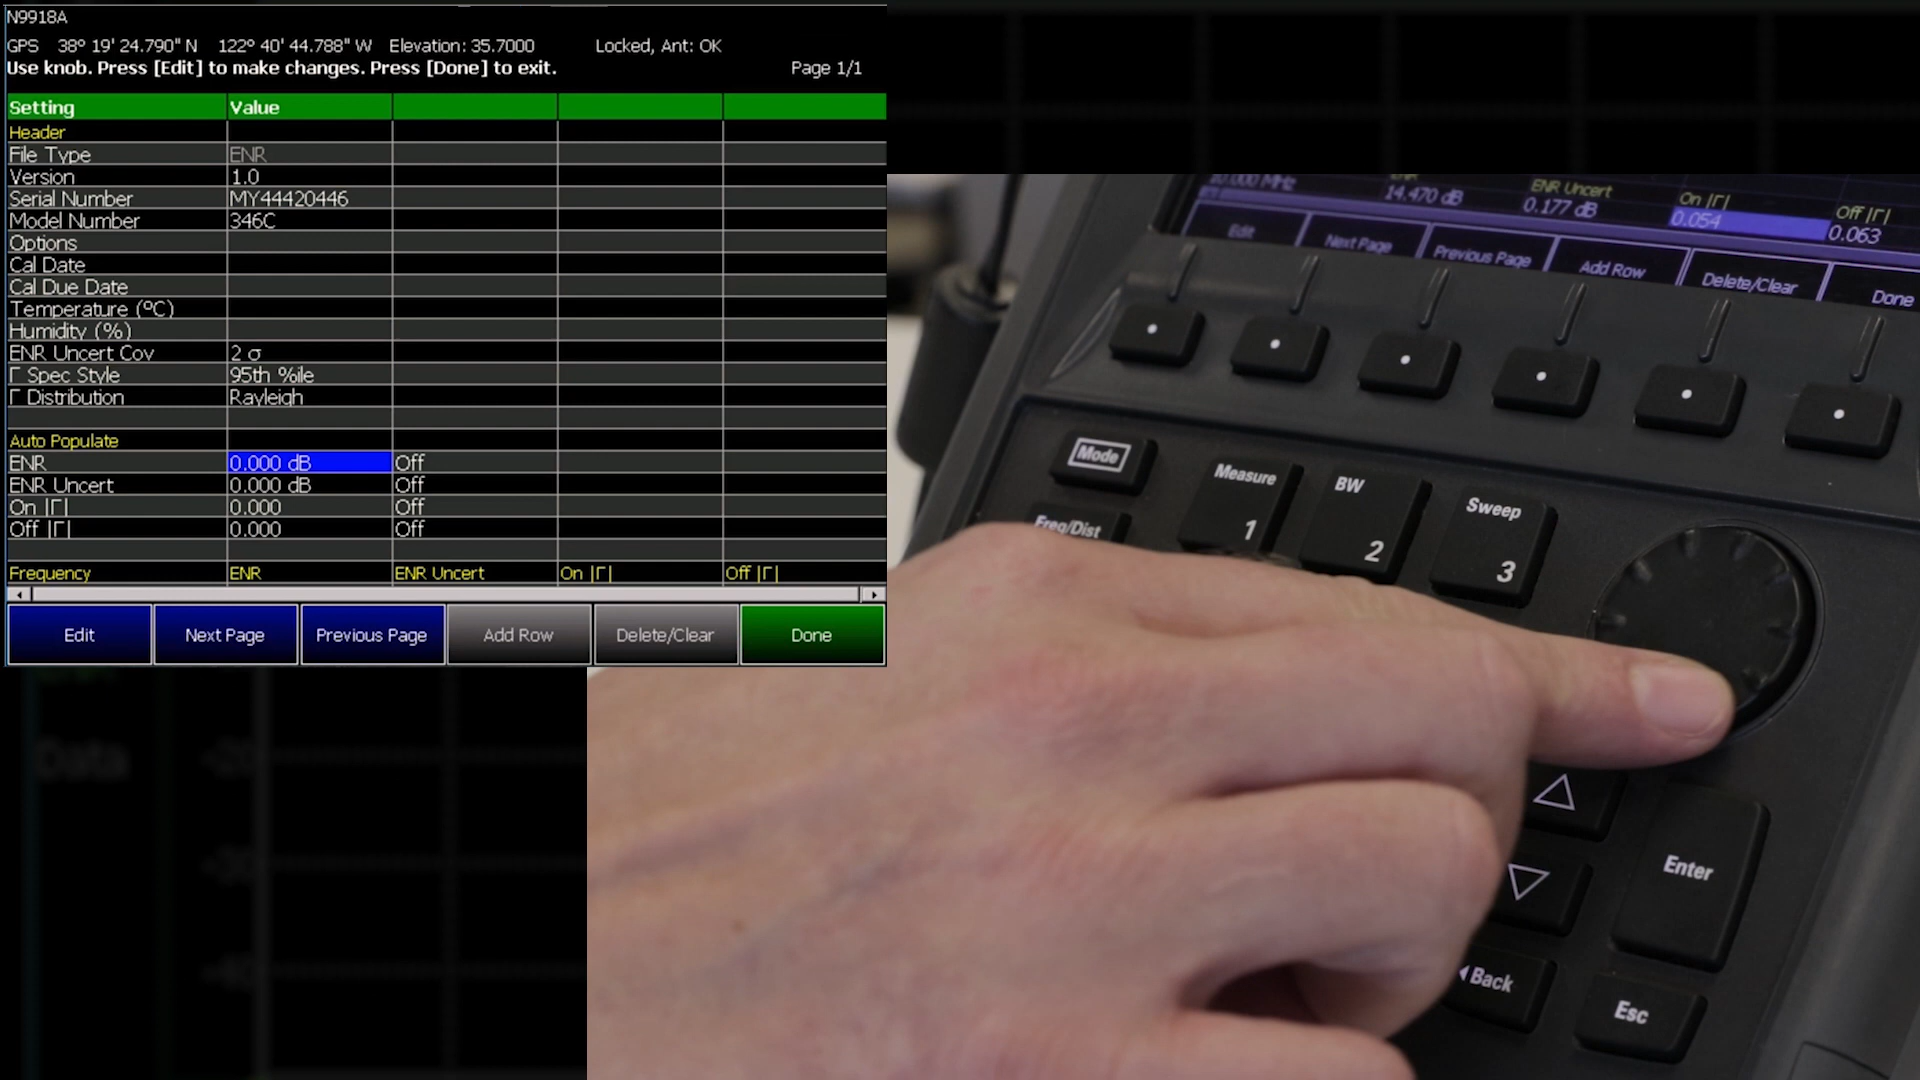 N9918A
GPS 38º 19' 24.790" N 122º 40' 44.788" W Elevation: 35.7000 Locked, Ant: OK
Use knob. Press [Edit] to make changes. Press [Done] to exit. Page 1/1
Setting Value
Header
File Type ENR
Version 1.0
Serial Number MY44420446
Model Number 346C
Options
Cal Date
Cal Due Date
Temperature (ºC)
Humidity (%)
ENR Uncert Cov 2 σ
Γ Spec Style 95th %ile
Γ Distribution Rayleigh
Auto Populate
ENR 0.000 dB Off
ENR Uncert 0.000 dB Off
On |Γ| 0.000 Off
Off |Γ| 0.000 Off
Frequency ENR ENR Uncert On |Γ| Off |Γ|
Edit Next Page Previous Page Add Row Delete/Clear Done
ENR Uncert On |Γ| Off |Γ|
14.470 dB 0.177 dB 0.054 0.063
Edit Next Page Previous Page Add Row Delete/Clear Done
Mode
Measure 1
BW 2
Sweep 3
Freq/Dist
Enter
Back
Esc
Data